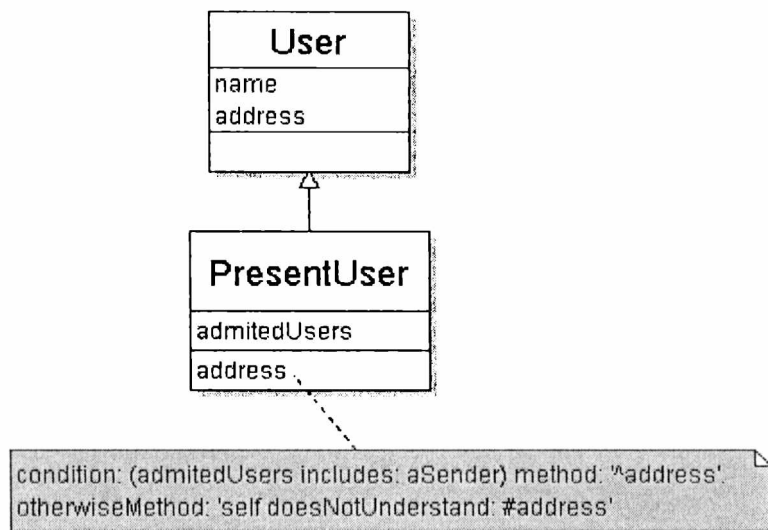 User
name
address
PresentUser
admitedUsers
address
condition: (admitedUsers includes: aSender) method: '^address'.
otherwiseMethod: 'self doesNotUnderstand: #address'